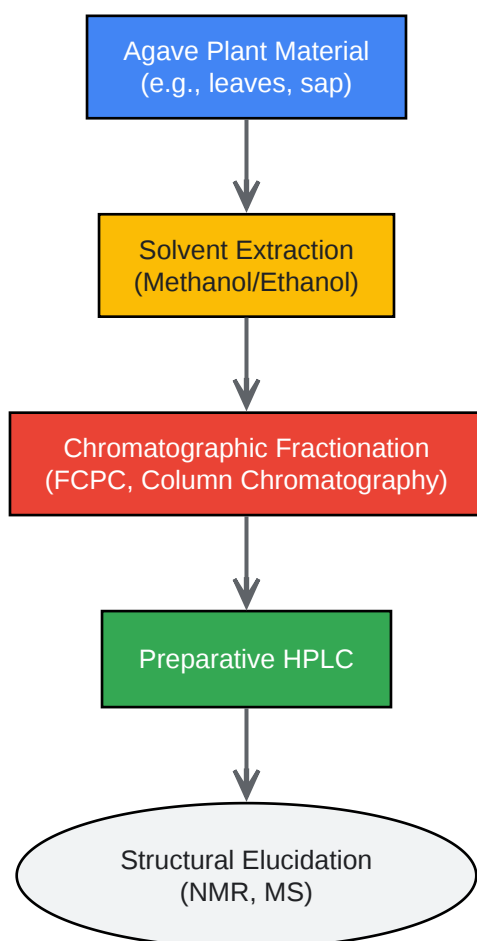 Agave Plant Material
(e.g., leaves, sap)
Solvent Extraction
(Methanol/Ethanol)
Chromatographic Fractionation
(FCPC, Column Chromatography)
Preparative HPLC
Structural Elucidation
(NMR, MS)